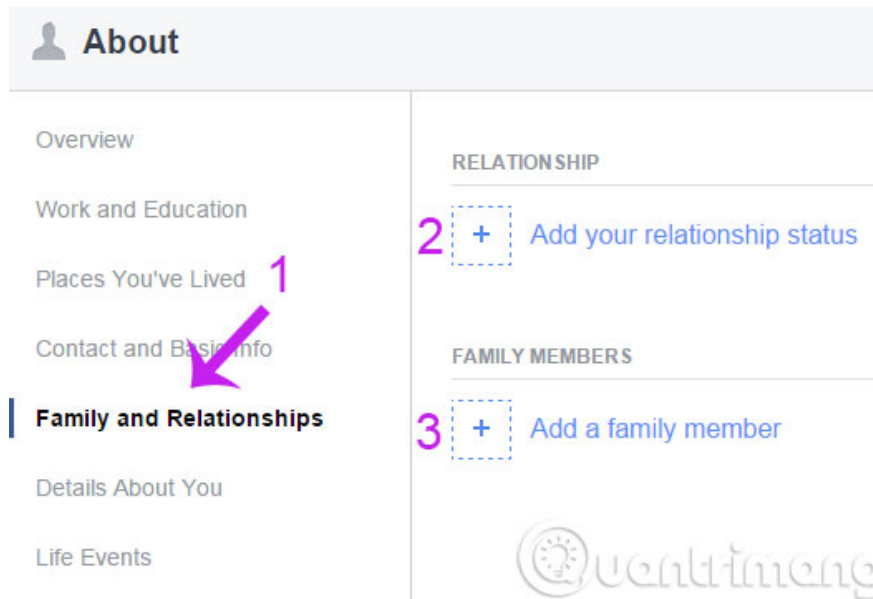 About
Overview
Work and Education
Places You've Lived
1
Contact and Basic Info
Family and Relationships
Details About You
Life Events
RELATIONSHIP
2 + Add your relationship status
FAMILY MEMBERS
3 + Add a family member
Quantrimang